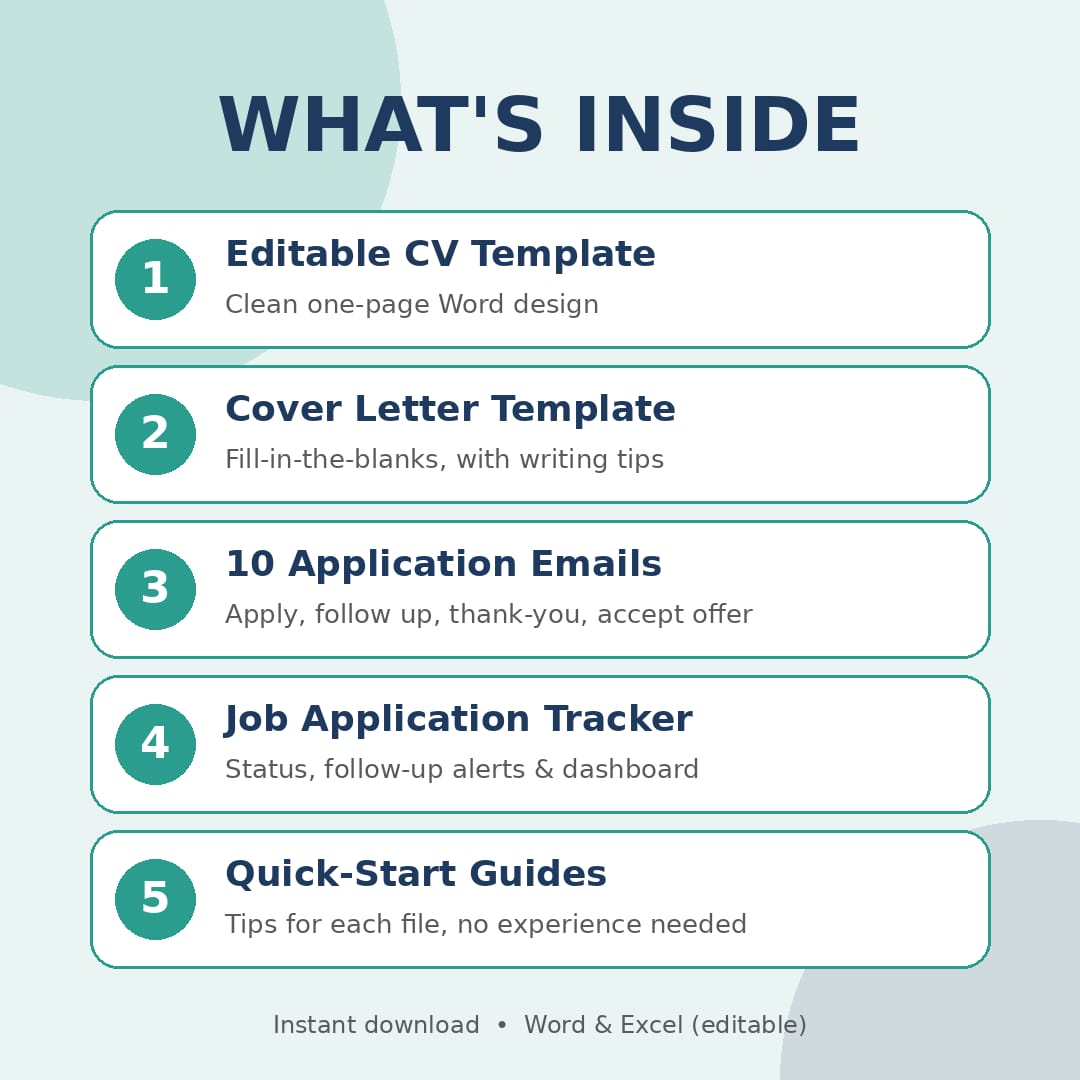 WHAT'S INSIDE
1
Editable CV Template
Clean one-page Word design
2
Cover Letter Template
Fill-in-the-blanks, with writing tips
3
10 Application Emails
Apply, follow up, thank-you, accept offer
4
Job Application Tracker
Status, follow-up alerts & dashboard
5
Quick-Start Guides
Tips for each file, no experience needed
Instant download • Word & Excel (editable)